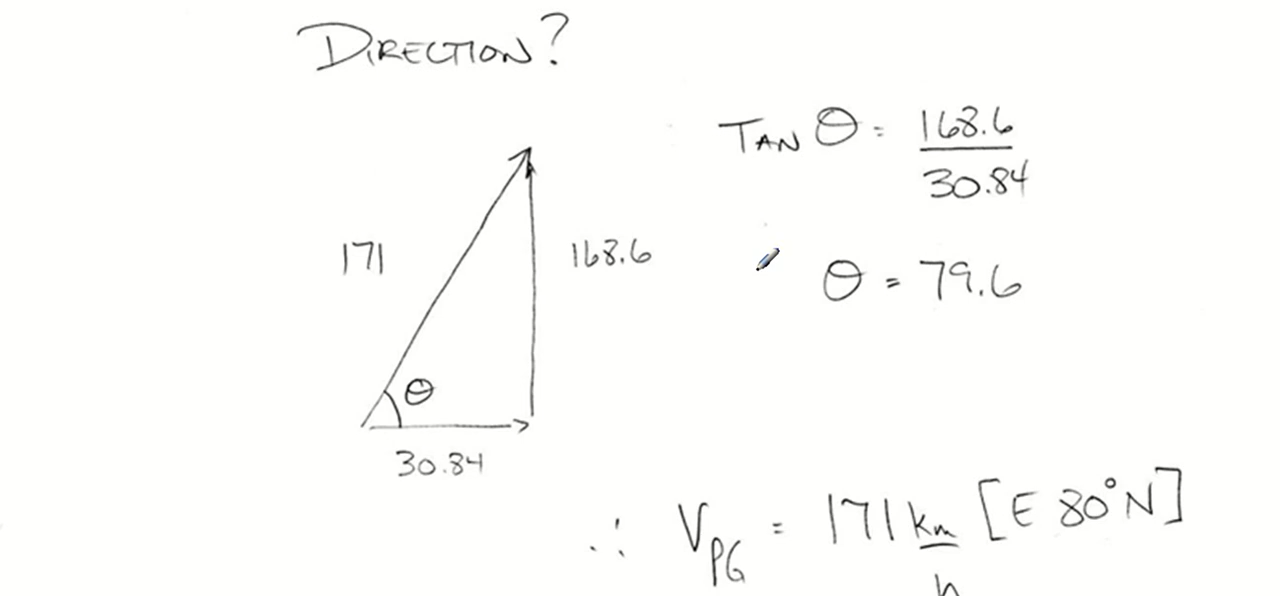 DIRECTION?
TAN θ = 168.6
30.84
171
168.6
θ = 79.6
θ
30.84
∴ VPG = 171 km [E 80°N]
h